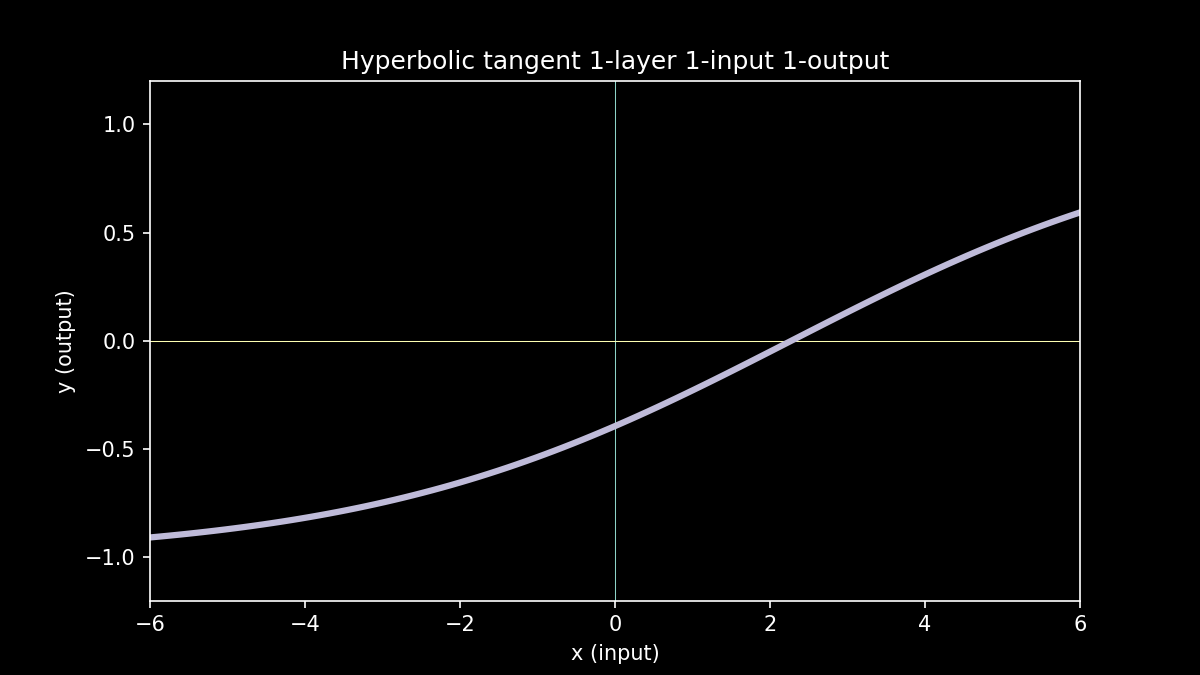 Hyperbolic tangent 1-layer 1-input 1-output
1.0
0.5
0.0
−0.5
−1.0
y (output)
−6 −4 −2 0 2 4 6
x (input)